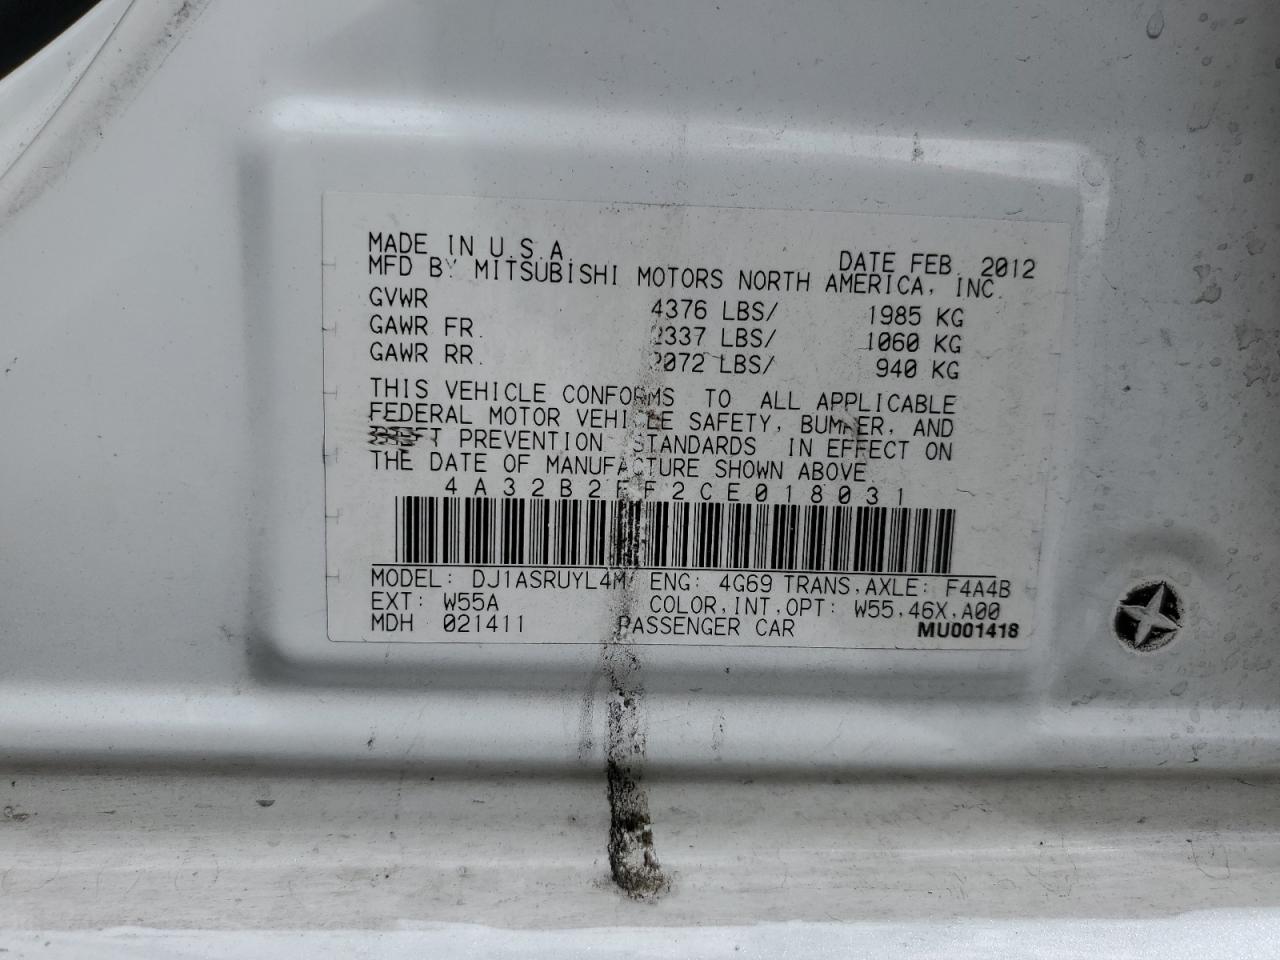 MADE IN U.S.A. DATE FEB. 2012
MFD BY MITSUBISHI MOTORS NORTH AMERICA, INC.
GVWR 4376 LBS/ 1985 KG
GAWR FR. 2337 LBS/ 1060 KG
GAWR RR. 2072 LBS/ 940 KG
THIS VEHICLE CONFORMS TO ALL APPLICABLE
FEDERAL MOTOR VEHICLE SAFETY, BUMPER, AND
THEFT PREVENTION STANDARDS IN EFFECT ON
THE DATE OF MANUFACTURE SHOWN ABOVE
4A32B2FF2CE018031
MODEL: DJ1ASRUYL4M ENG: 4G69 TRANS.AXLE: F4A4B
EXT: W55A COLOR,INT,OPT: W55,46X,A00
MDH 021411 PASSENGER CAR MU001418